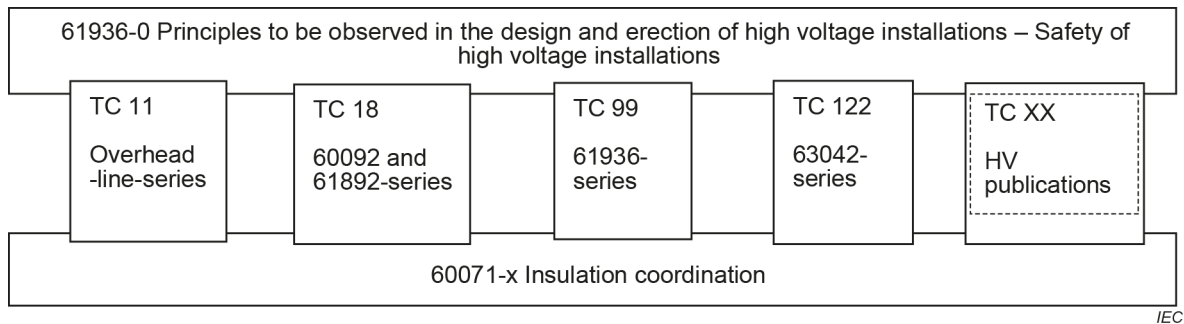 61936-0 Principles to be observed in the design and erection of high voltage installations – Safety of
high voltage installations
TC 11
Overhead
-line-series
TC 18
60092 and
61892-series
TC 99
61936-
series
TC 122
63042-
series
TC XX
HV
publications
60071-x Insulation coordination
IEC